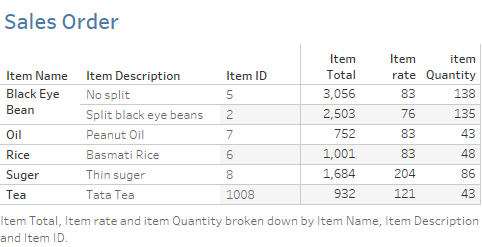 Sales Order
Item Item item
Item Name Item Description Item ID Total rate Quantity
Black Eye No split 5 3,056 83 138
Bean Split black eye beans 2 2,503 76 135
Oil Peanut Oil 7 752 83 43
Rice Basmati Rice 6 1,001 83 48
Suger Thin suger 8 1,684 204 86
Tea Tata Tea 1008 932 121 43
Item Total, Item rate and item Quantity broken down by Item Name, Item Description
and Item ID.